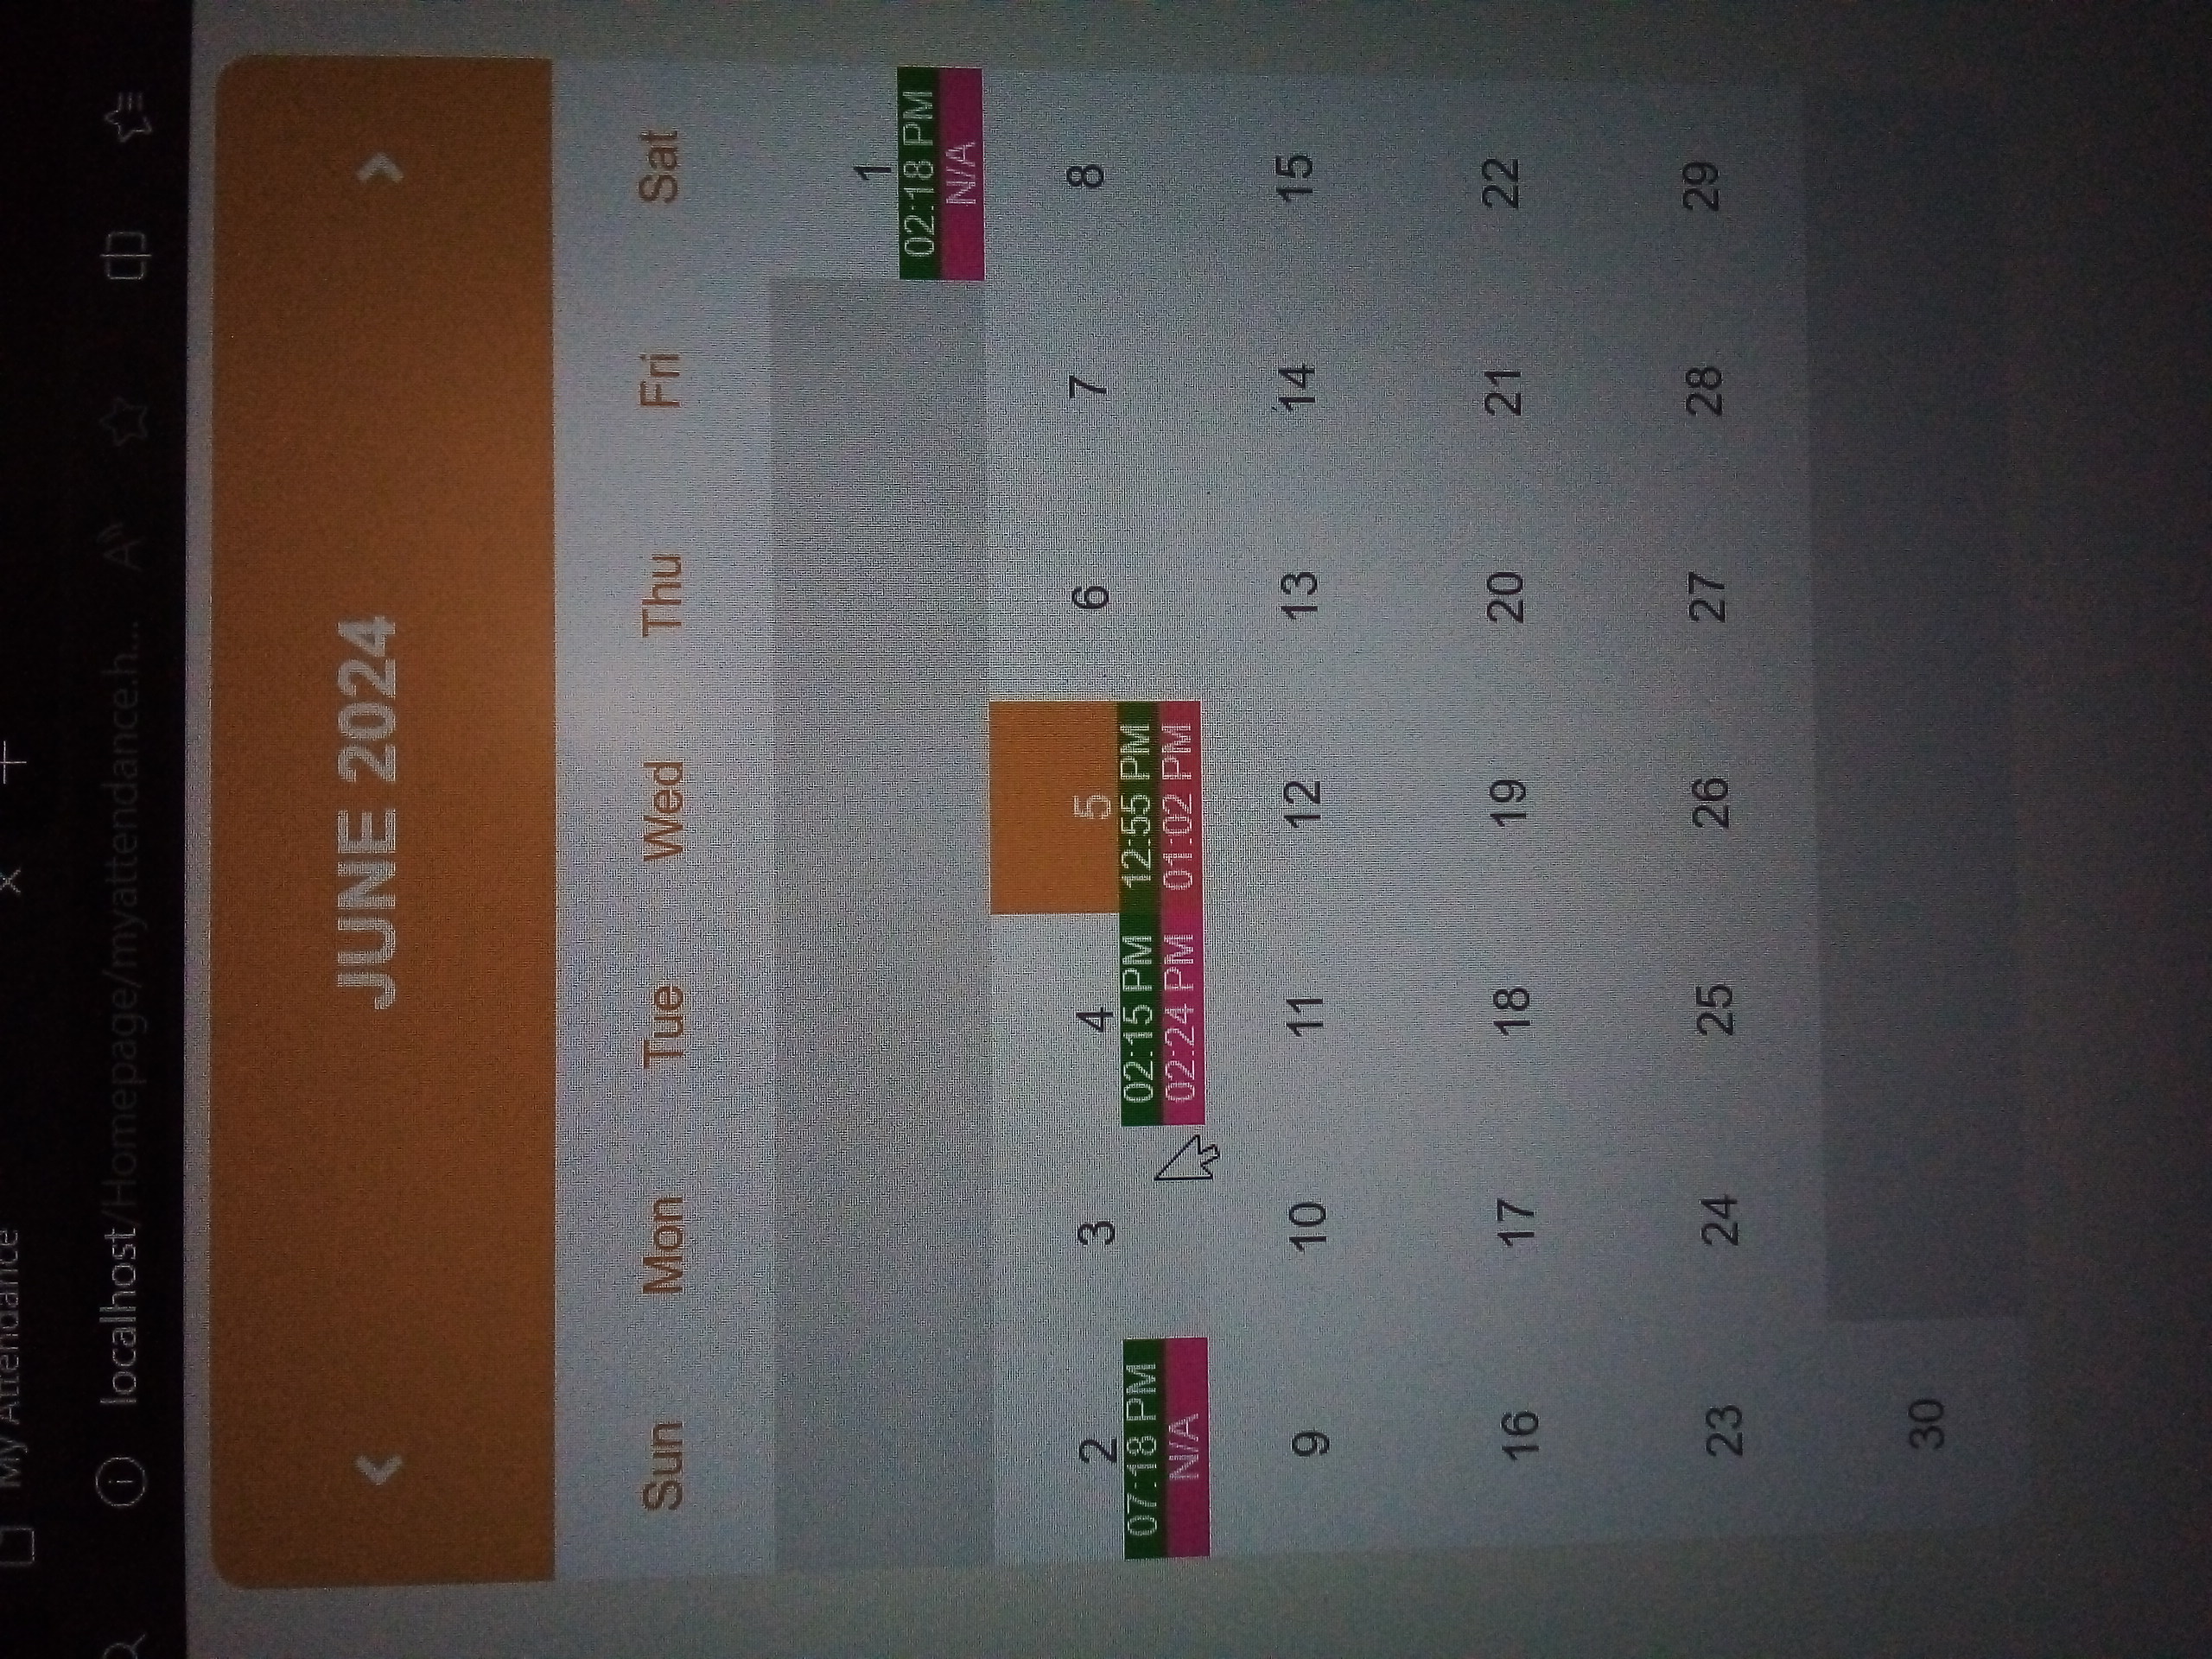 My Attendance
localhost/Homepage/myattendance.h...
JUNE 2024
Sun Mon Tue Wed Thu Fri Sat
1
02:18 PM
N/A
2 3 4 5 6 7 8
07:18 PM 02:15 PM 12:55 PM
N/A 02:24 PM 01:02 PM
9 10 11 12 13 14 15
16 17 18 19 20 21 22
23 24 25 26 27 28 29
30